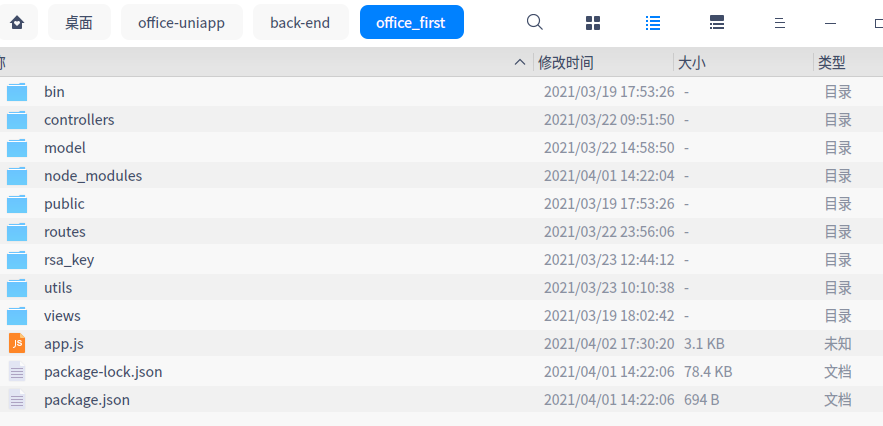 桌面 office-uniapp back-end office_first
称 修改时间 大小 类型
bin 2021/03/19 17:53:26 - 目录
controllers 2021/03/22 09:51:50 - 目录
model 2021/03/22 14:58:50 - 目录
node_modules 2021/04/01 14:22:04 - 目录
public 2021/03/19 17:53:26 - 目录
routes 2021/03/22 23:56:06 - 目录
rsa_key 2021/03/23 12:44:12 - 目录
utils 2021/03/23 10:10:38 - 目录
views 2021/03/19 18:02:42 - 目录
JS app.js 2021/04/02 17:30:20 3.1 KB 未知
package-lock.json 2021/04/01 14:22:06 78.4 KB 文档
package.json 2021/04/01 14:22:06 694 B 文档